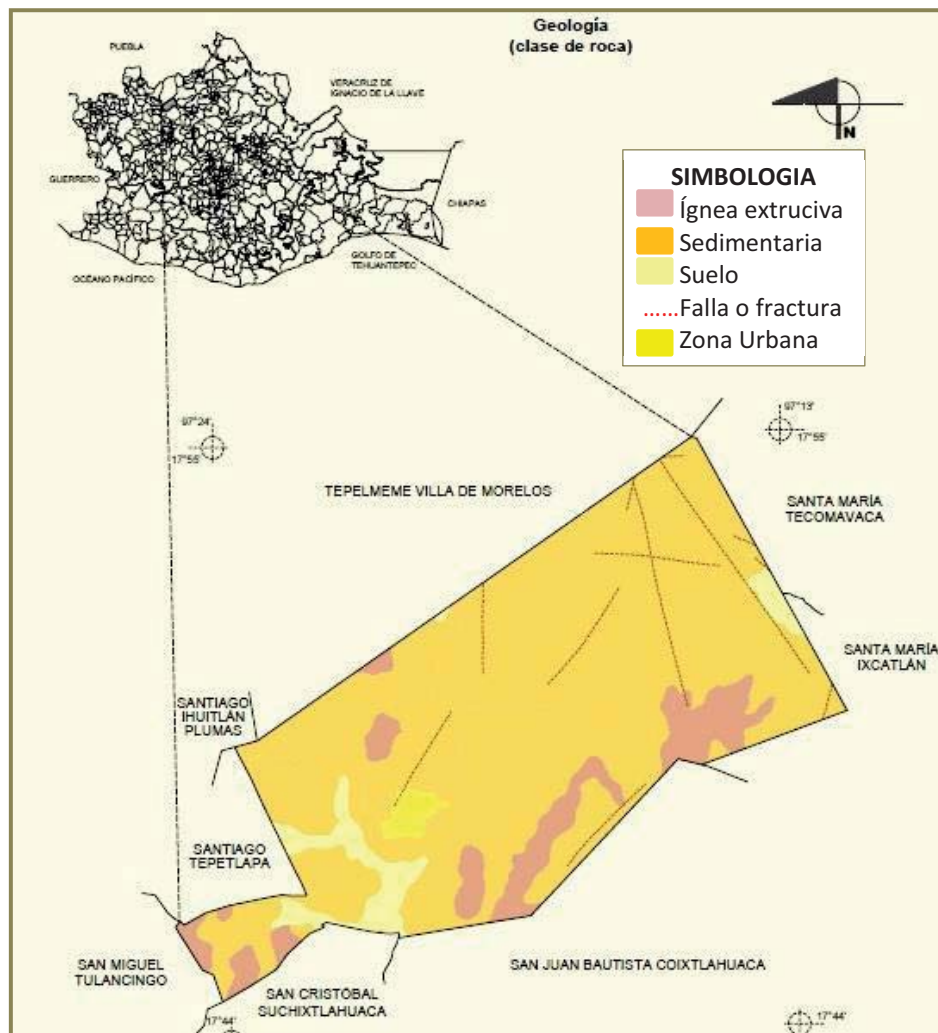 Geología
(clase de roca)
PUEBLA
VERACRUZ DE
IGNACIO DE LA LLAVE
GUERRERO
CHIAPAS
GOLFO DE
TEHUANTEPEC
OCÉANO PACÍFICO
N
SIMBOLOGIA
Ígnea extruciva
Sedimentaria
Suelo
......Falla o fractura
Zona Urbana
97°24'
17°55'
97°13'
17°55'
TEPELMEME VILLA DE MORELOS
SANTA MARÍA
TECOMAVACA
SANTA MARÍA
IXCATLÁN
SANTIAGO
IHUITLÁN
PLUMAS
SANTIAGO
TEPETLAPA
SAN MIGUEL
TULANCINGO
SAN CRISTÓBAL
SUCHIXTLAHUACA
SAN JUAN BAUTISTA COIXTLAHUACA
17°44'
17°44'